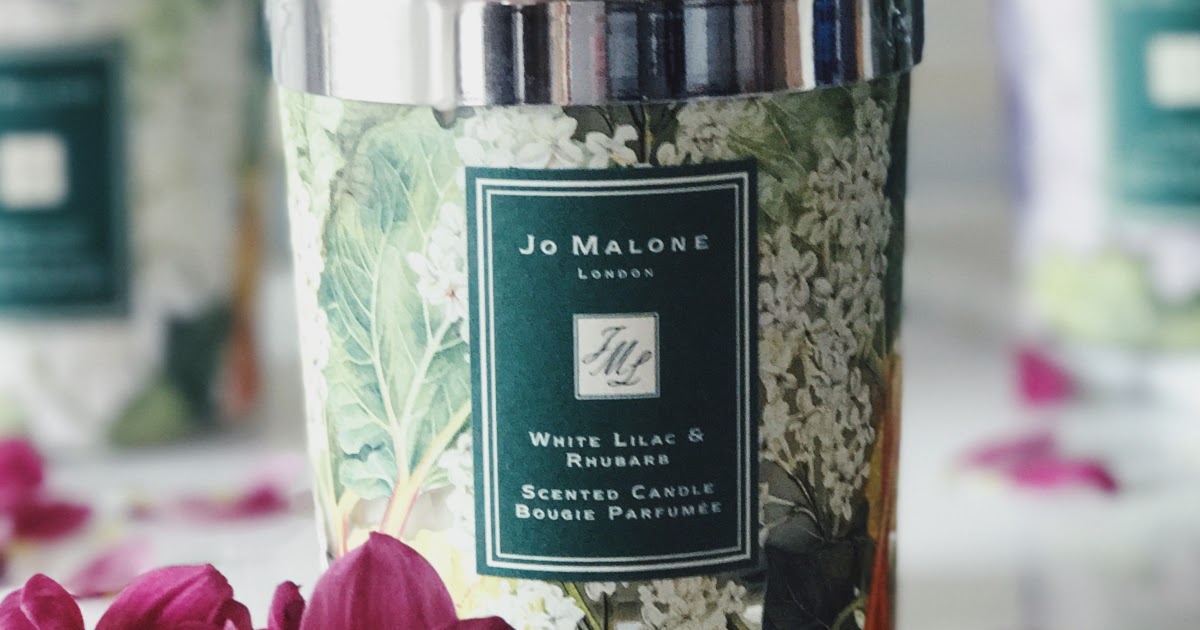 JO MALONE
LONDON
JML
WHITE LILAC &
RHUBARB
SCENTED CANDLE
BOUGIE PARFUMÉE